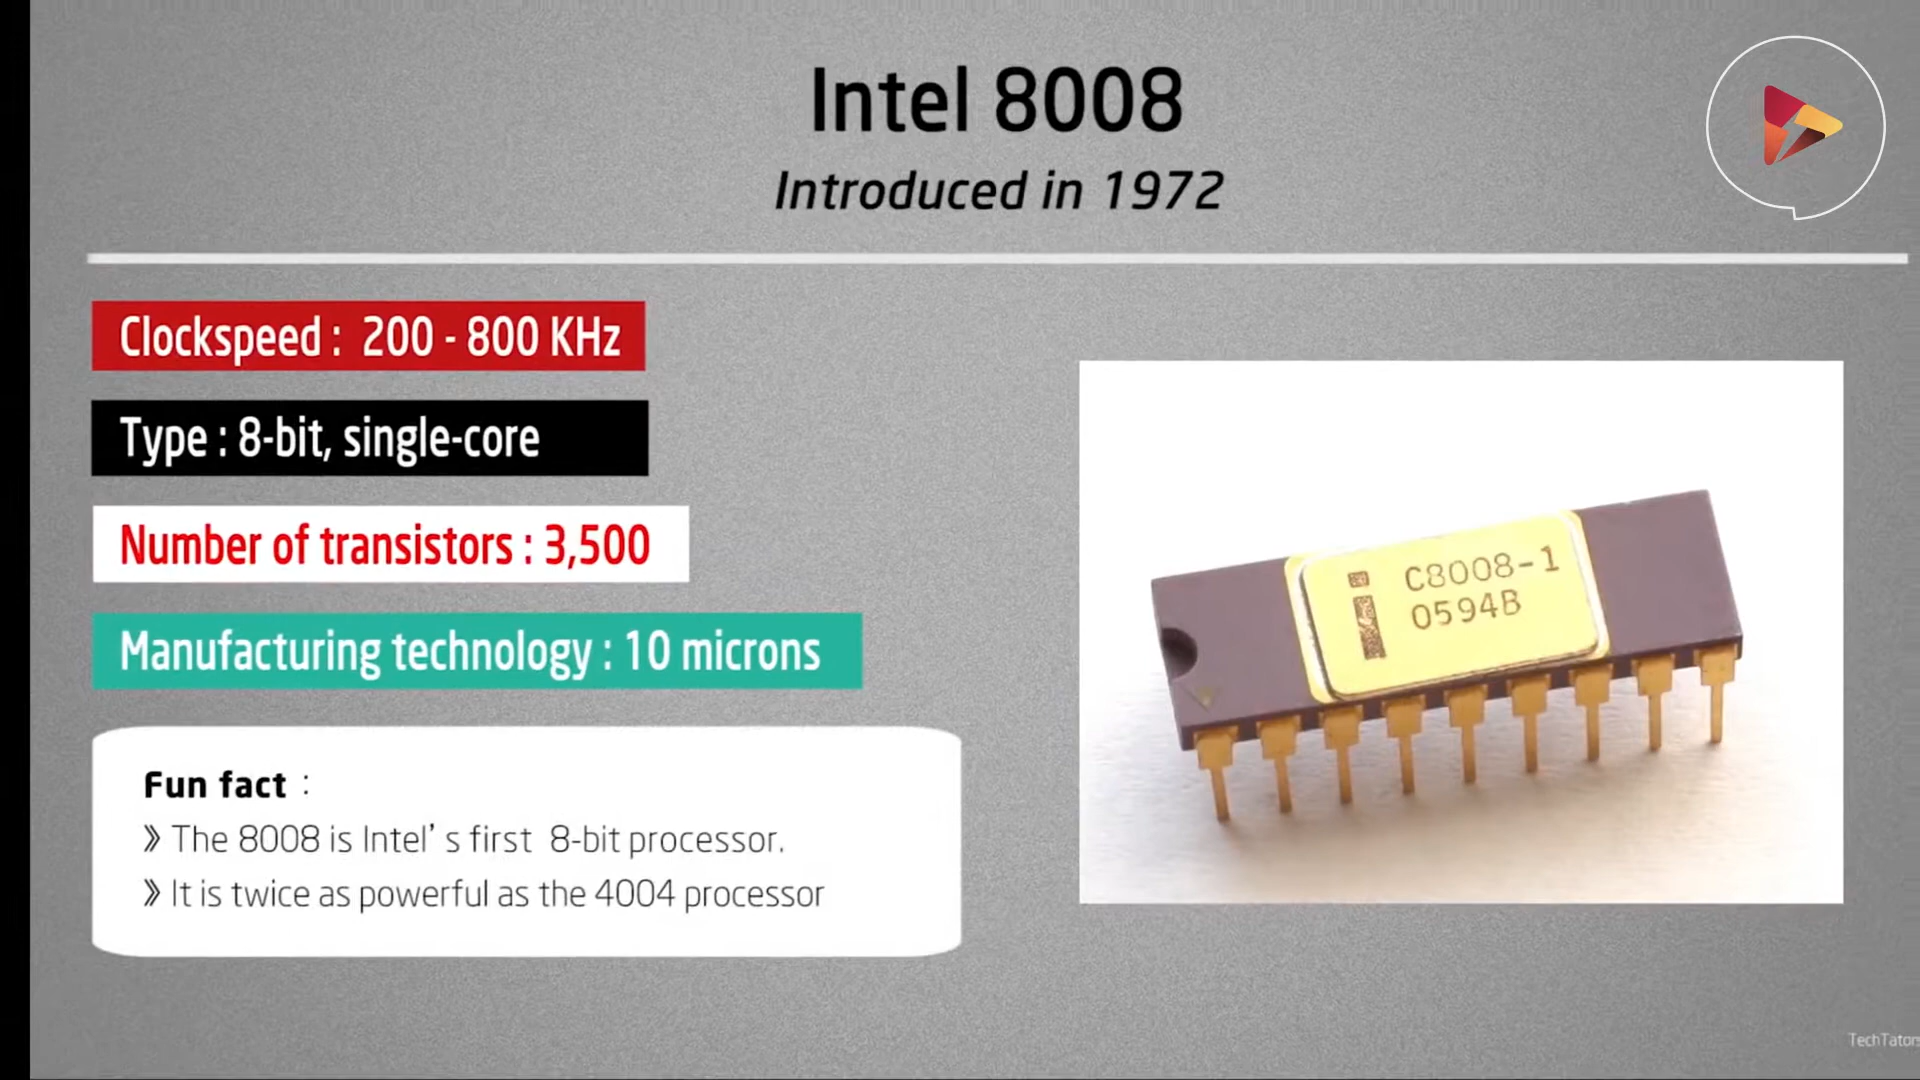 Intel 8008
Introduced in 1972
Clockspeed : 200 - 800 KHz
Type : 8-bit, single-core
Number of transistors : 3,500
Manufacturing technology : 10 microns
Fun fact :
» The 8008 is Intel’s first 8-bit processor.
» It is twice as powerful as the 4004 processor
C8008-1
0594B
TechTators